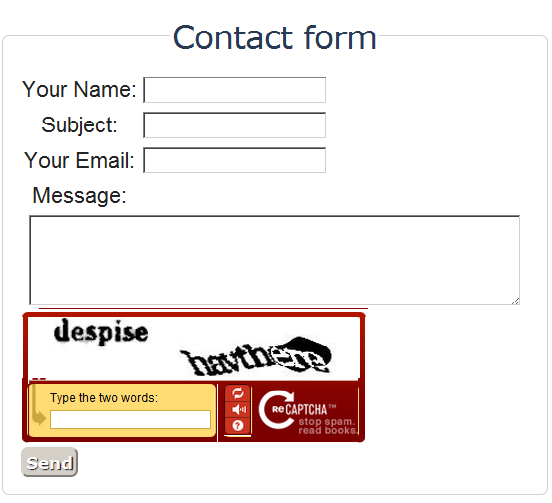 Contact form
Your Name:
Subject:
Your Email:
Message:
despise
Type the two words:
ReCAPTCHA™
stop spam.
read books.
Send